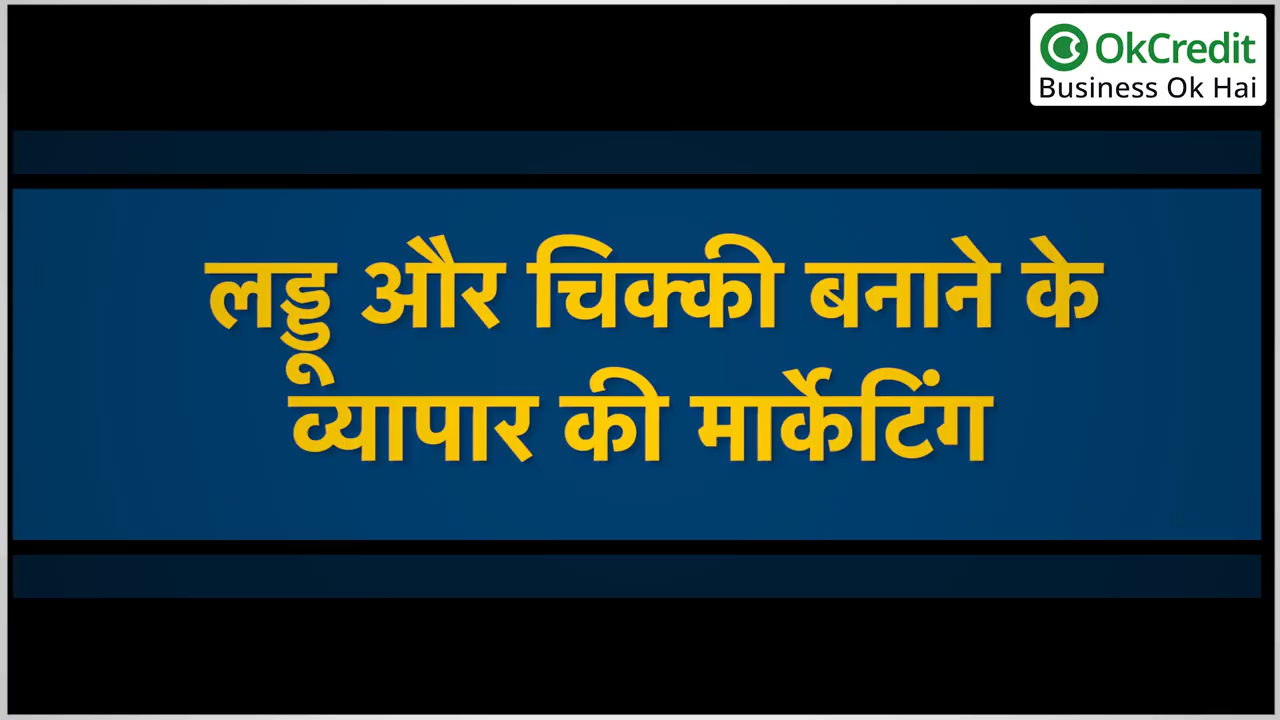 OkCredit
Business Ok Hai
लड्डू और चिक्की बनाने के
व्यापार की मार्केटिंग